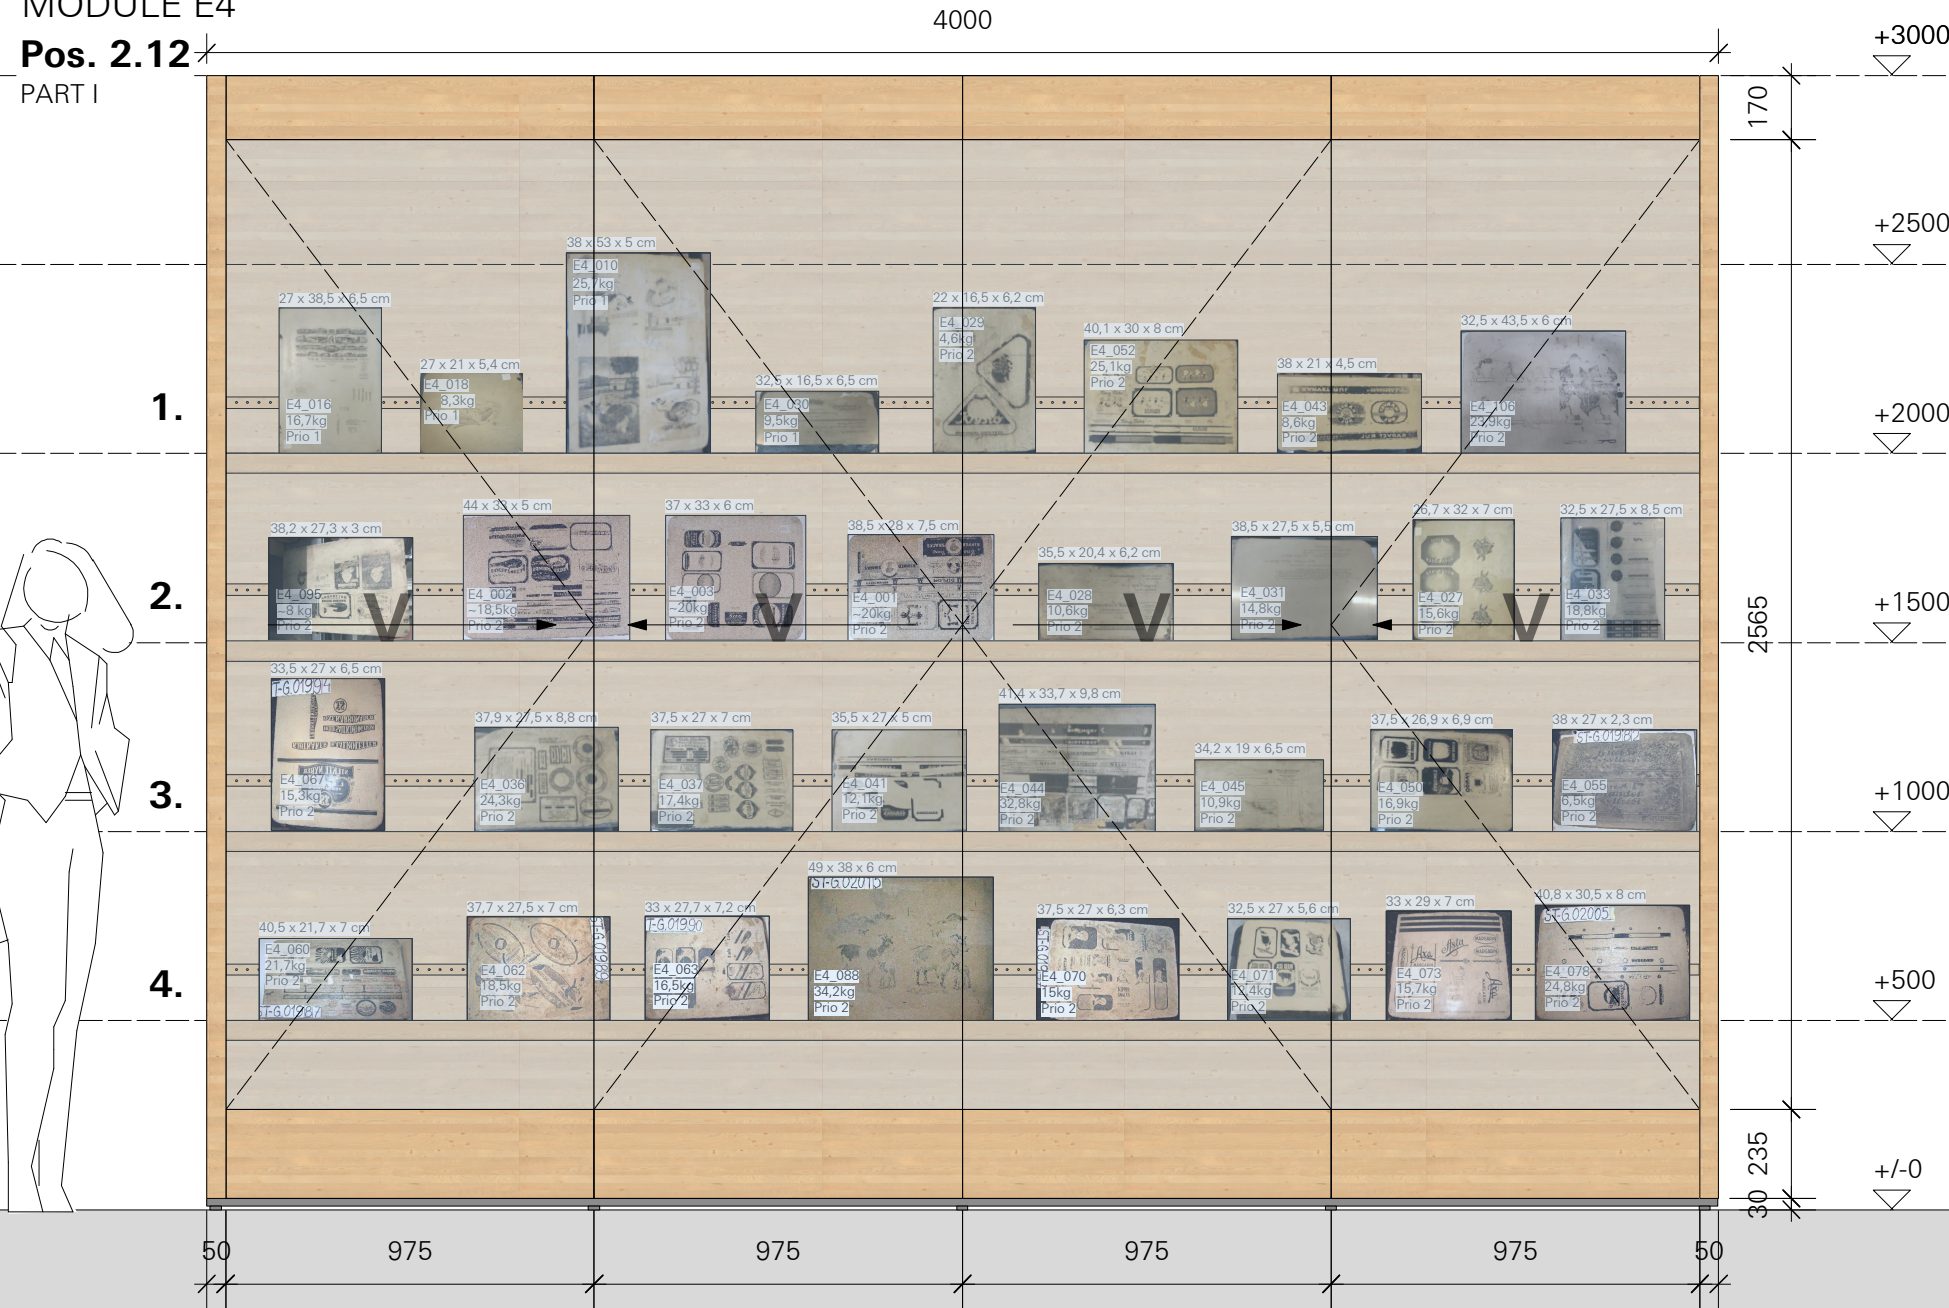 MODULE E4
Pos. 2.12
PART I
4000
+3000
170
+2500
38 x 53 x 5 cm
E4_010
25,7kg
Prio 1
27 x 38,5 x 6,5 cm
E4_016
16,7kg
Prio 1
27 x 21 x 5,4 cm
E4_018
8,3kg
Prio 1
32,5 x 16,5 x 6,5 cm
E4_030
9,5kg
Prio 1
22 x 16,5 x 6,2 cm
E4_029
4,6kg
Prio 2
40,1 x 30 x 8 cm
E4_052
25,1kg
Prio 2
38 x 21 x 4,5 cm
E4_043
8,6kg
Prio 2
32,5 x 43,5 x 6 cm
E4_106
23,9kg
Prio 2
1.
+2000
38,2 x 27,3 x 3 cm
E4_095
~8 kg
Prio 2
44 x 33 x 5 cm
E4_002
~18,5kg
Prio 2
37 x 33 x 6 cm
E4_003
~20kg
Prio 2
38,5 x 28 x 7,5 cm
E4_001
~20kg
Prio 2
35,5 x 20,4 x 6,2 cm
E4_028
10,6kg
Prio 2
38,5 x 27,5 x 5,5 cm
E4_031
14,8kg
Prio 2
26,7 x 32 x 7 cm
E4_027
15,6kg
Prio 2
32,5 x 27,5 x 8,5 cm
E4_033
18,8kg
Prio 2
V
V
V
V
2.
+1500
2565
33,5 x 27 x 6,5 cm
T-G.01994
E4_067
15,3kg
Prio 2
37,9 x 27,5 x 8,8 cm
E4_036
24,3kg
Prio 2
37,5 x 27 x 7 cm
E4_037
17,4kg
Prio 2
35,5 x 27 x 5 cm
E4_041
12,1kg
Prio 2
41,4 x 33,7 x 9,8 cm
E4_044
32,8kg
Prio 2
34,2 x 19 x 6,5 cm
E4_045
10,9kg
Prio 2
37,5 x 26,9 x 6,9 cm
E4_050
16,9kg
Prio 2
38 x 27 x 2,3 cm
ST-G.01982
E4_055
6,5kg
Prio 2
3.
+1000
40,5 x 21,7 x 7 cm
E4_060
21,7kg
Prio 2
ST-G.01987
37,7 x 27,5 x 7 cm
E4_062
18,5kg
Prio 2
33 x 27,7 x 7,2 cm
T-G.01990
E4_063
16,5kg
Prio 2
49 x 38 x 6 cm
ST-G.02015
E4_088
34,2kg
Prio 2
37,5 x 27 x 6,3 cm
E4_070
15kg
Prio 2
32,5 x 27 x 5,6 cm
E4_071
12,4kg
Prio 2
33 x 29 x 7 cm
Asta
Axa
E4_073
15,7kg
Prio 2
40,8 x 30,5 x 8 cm
ST-G.02005
E4_078
24,8kg
Prio 2
4.
+500
235
30
+/-0
50
975
975
975
975
50